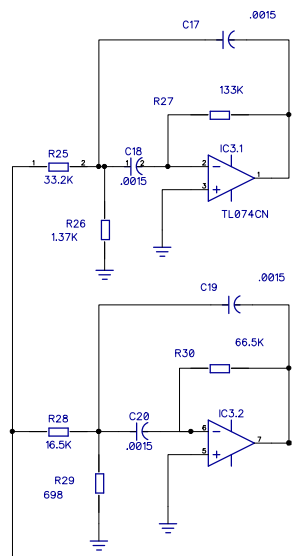 C17
.0015
133K
R27
R25
1
2
33.2K
C18
1
2
.0015
2
3
IC3.1
1
TL074CN
R26
1.37K
C19
.0015
66.5K
R30
R28
16.5K
C20
.0015
6
5
IC3.2
7
R29
698